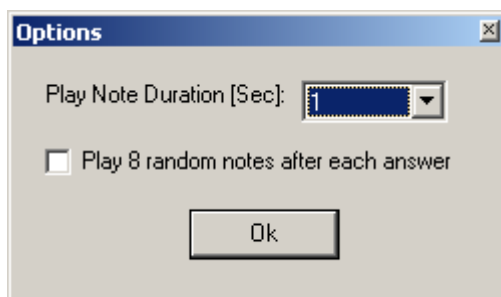 Options
Play Note Duration [Sec]: 1
Play 8 random notes after each answer
Ok